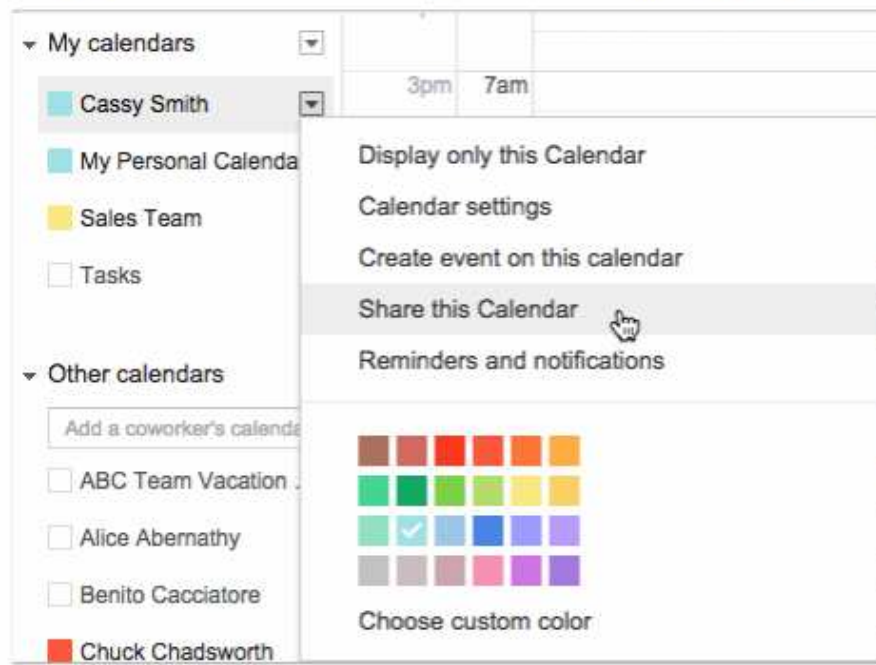 My calendars
3pm 7am
Cassy Smith
My Personal Calenda
Sales Team
Tasks
Other calendars
Add a coworker's calenda
ABC Team Vacation .
Alice Abernathy
Benito Cacciatore
Chuck Chadsworth
Display only this Calendar
Calendar settings
Create event on this calendar
Share this Calendar
Reminders and notifications
Choose custom color